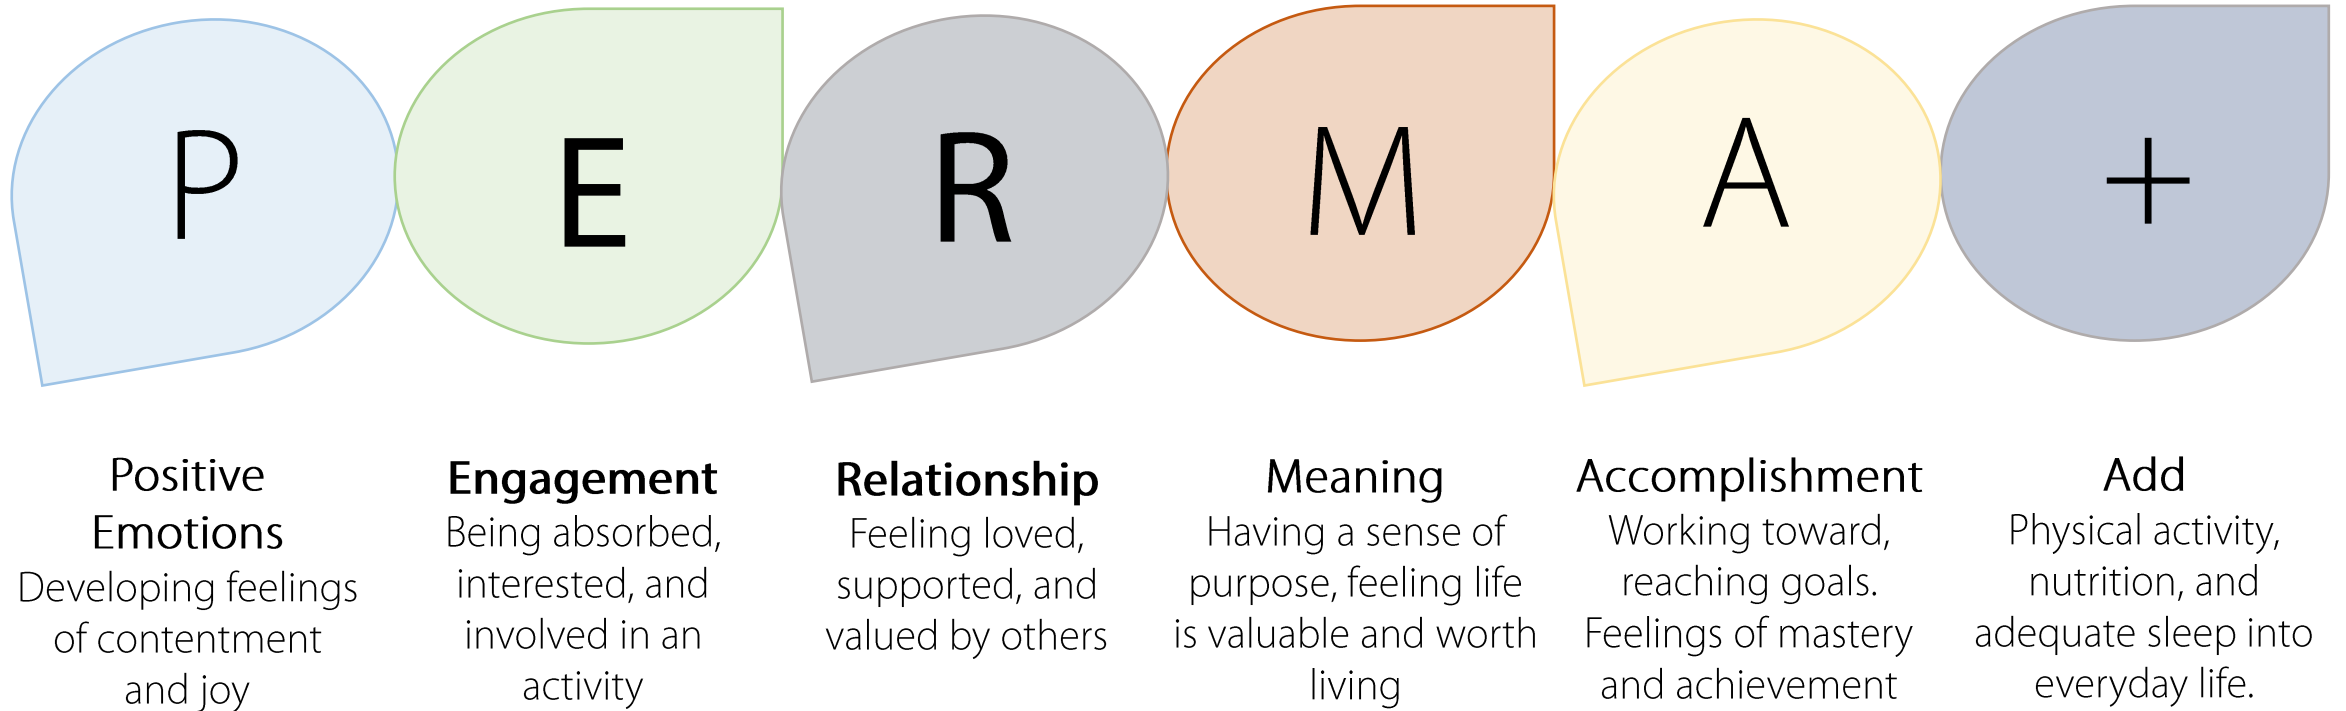 P
E
R
M
A
+
Positive
Emotions
Developing feelings
of contentment
and joy
Engagement
Being absorbed,
interested, and
involved in an
activity
Relationship
Feeling loved,
supported, and
valued by others
Meaning
Having a sense of
purpose, feeling life
is valuable and worth
living
Accomplishment
Working toward,
reaching goals.
Feelings of mastery
and achievement
Add
Physical activity,
nutrition, and
adequate sleep into
everyday life.